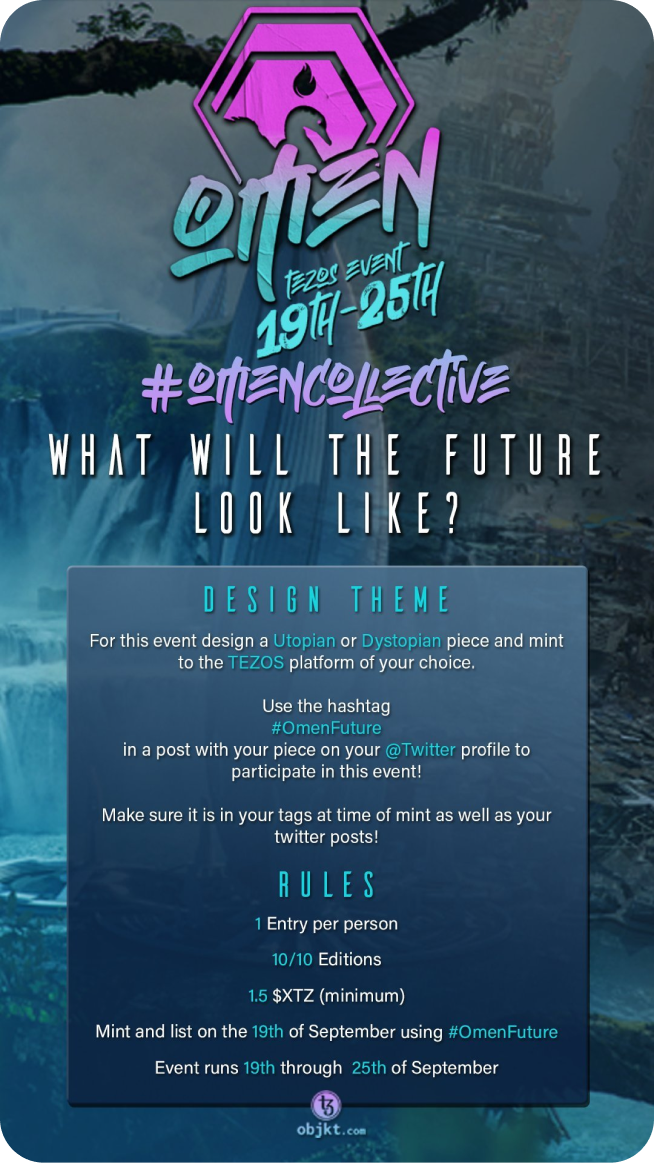 OMEN
TEZOS EVENT
19TH-25TH
#OMENCOLLECTIVE
WHAT WILL THE FUTURE
LOOK LIKE?
DESIGN THEME
For this event design a Utopian or Dystopian piece and mint
to the TEZOS platform of your choice.
Use the hashtag
#OmenFuture
in a post with your piece on your @Twitter profile to
participate in this event!
Make sure it is in your tags at time of mint as well as your
twitter posts!
RULES
1 Entry per person
10/10 Editions
1.5 $XTZ (minimum)
Mint and list on the 19th of September using #OmenFuture
Event runs 19th through 25th of September
objkt.com